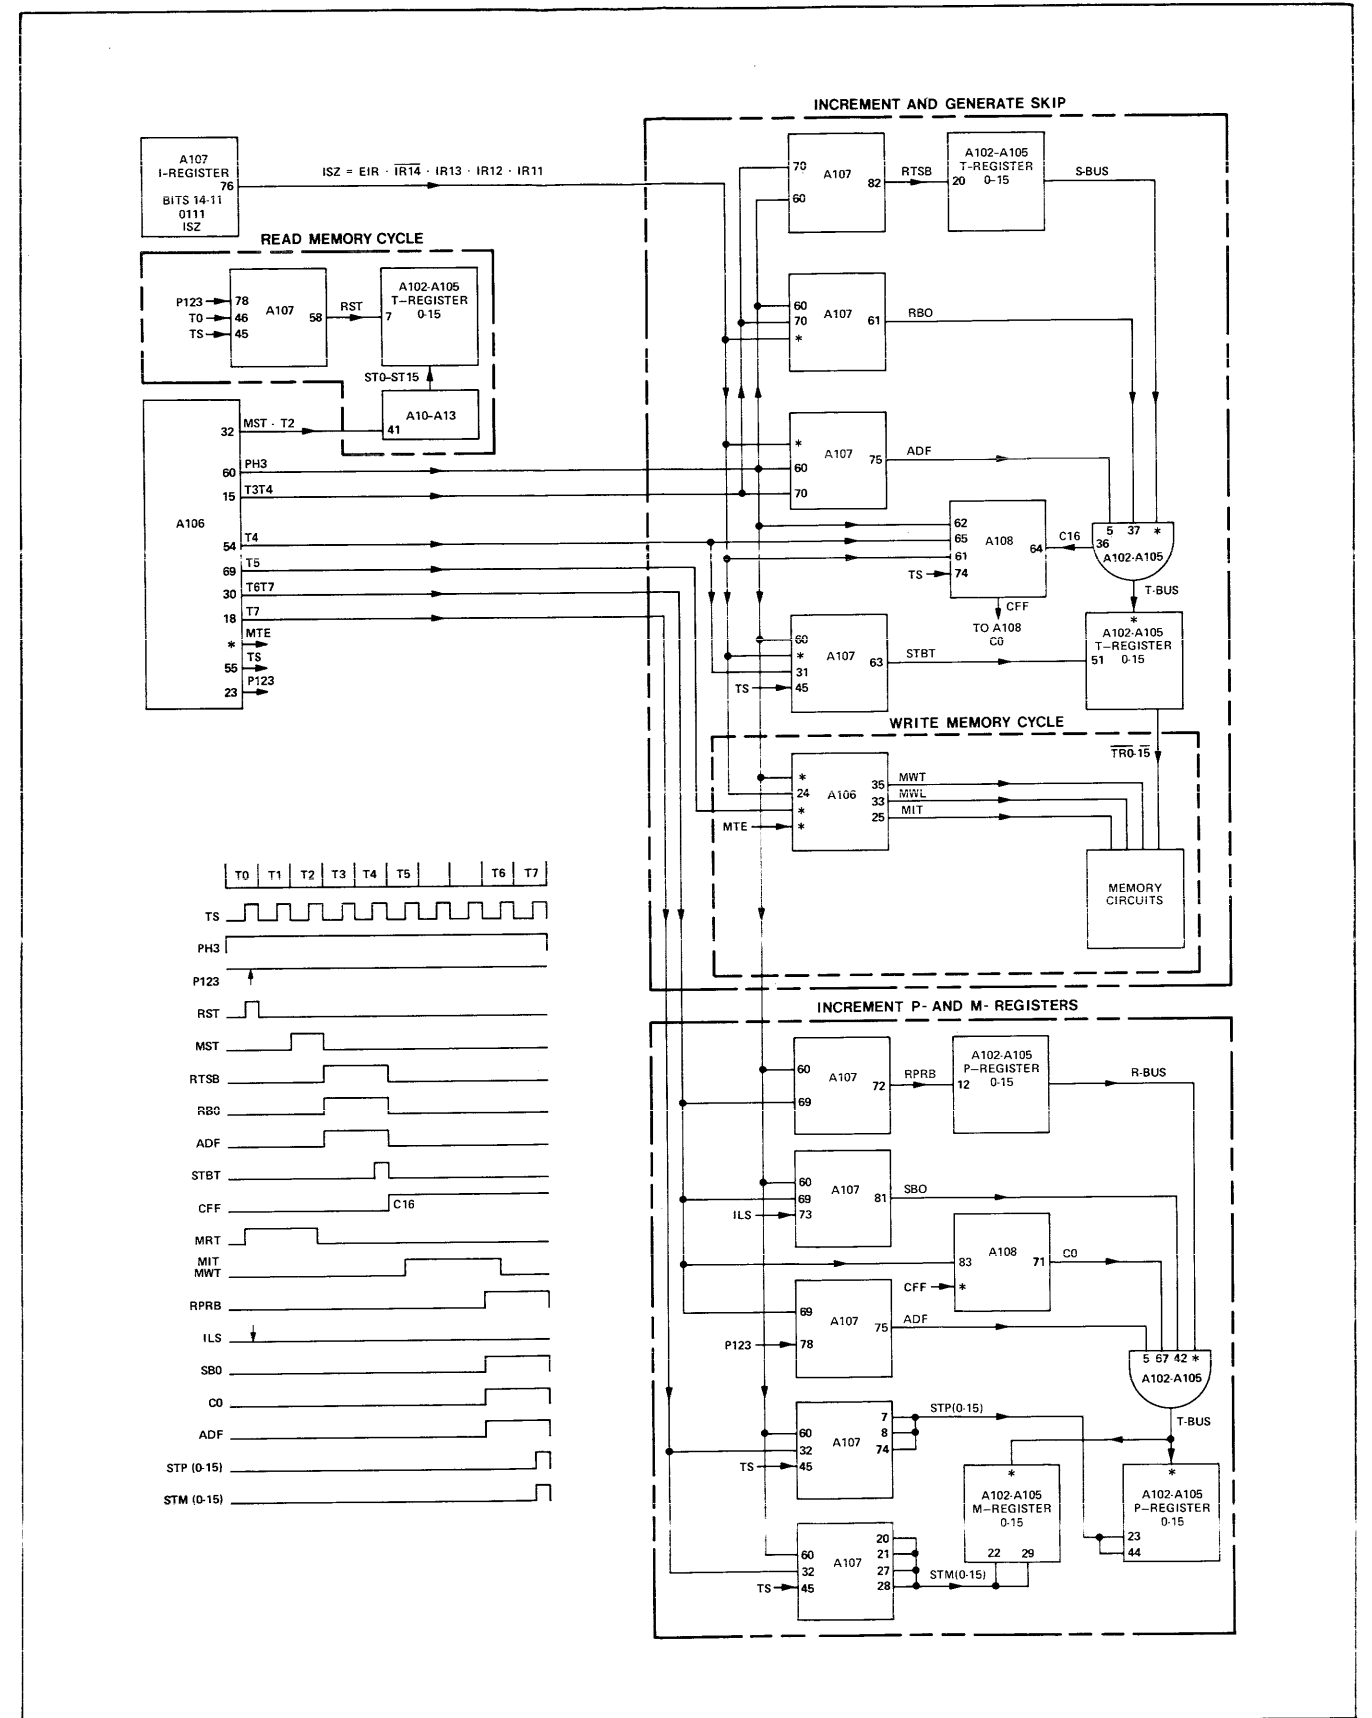 INCREMENT AND GENERATE SKIP
A107
I-REGISTER
76
BITS 14-11
0111
ISZ
ISZ = EIR · I̅R̅1̅4̅ · IR13 · IR12 · IR11
70
60
A107
82
RTSB
A102-A105
T-REGISTER
0-15
20
S-BUS
READ MEMORY CYCLE
P123
T0
TS
78
46
45
A107
58
RST
A102-A105
T-REGISTER
0-15
7
ST0-ST15
A10-A13
41
60
70
*
A107
61
RBO
A106
32
60
15
54
69
30
18
*
55
23
MST · T2
PH3
T3T4
T4
T5
T6T7
T7
MTE
TS
P123
*
60
70
A107
75
ADF
62
65
61
74
TS
A108
64
C16
CFF
TO A108
C0
5 37 *
36
A102-A105
T-BUS
*
A102-A105
T-REGISTER
0-15
51
60
*
31
45
TS
A107
63
STBT
WRITE MEMORY CYCLE
T̅R̅0̅-̅1̅5̅
*
24
*
*
MTE
A106
35
33
25
MWT
MWL
MIT
MEMORY
CIRCUITS
T0 T1 T2 T3 T4 T5 T6 T7
TS
PH3
P123
RST
MST
RTSB
RB0
ADF
STBT
CFF
C16
MRT
MIT
MWT
RPRB
ILS
SB0
C0
ADF
STP (0-15)
STM (0-15)
INCREMENT P- AND M- REGISTERS
60
69
A107
72
RPRB
A102-A105
P-REGISTER
0-15
12
R-BUS
60
69
73
ILS
A107
81
SBO
83
*
CFF
A108
71
C0
69
78
P123
A107
75
ADF
5 67 42 *
A102-A105
T-BUS
60
32
45
TS
A107
7
8
74
STP(0-15)
*
A102-A105
M-REGISTER
0-15
22 29
*
A102-A105
P-REGISTER
0-15
23
44
60
32
45
TS
A107
20
21
27
28
STM(0-15)